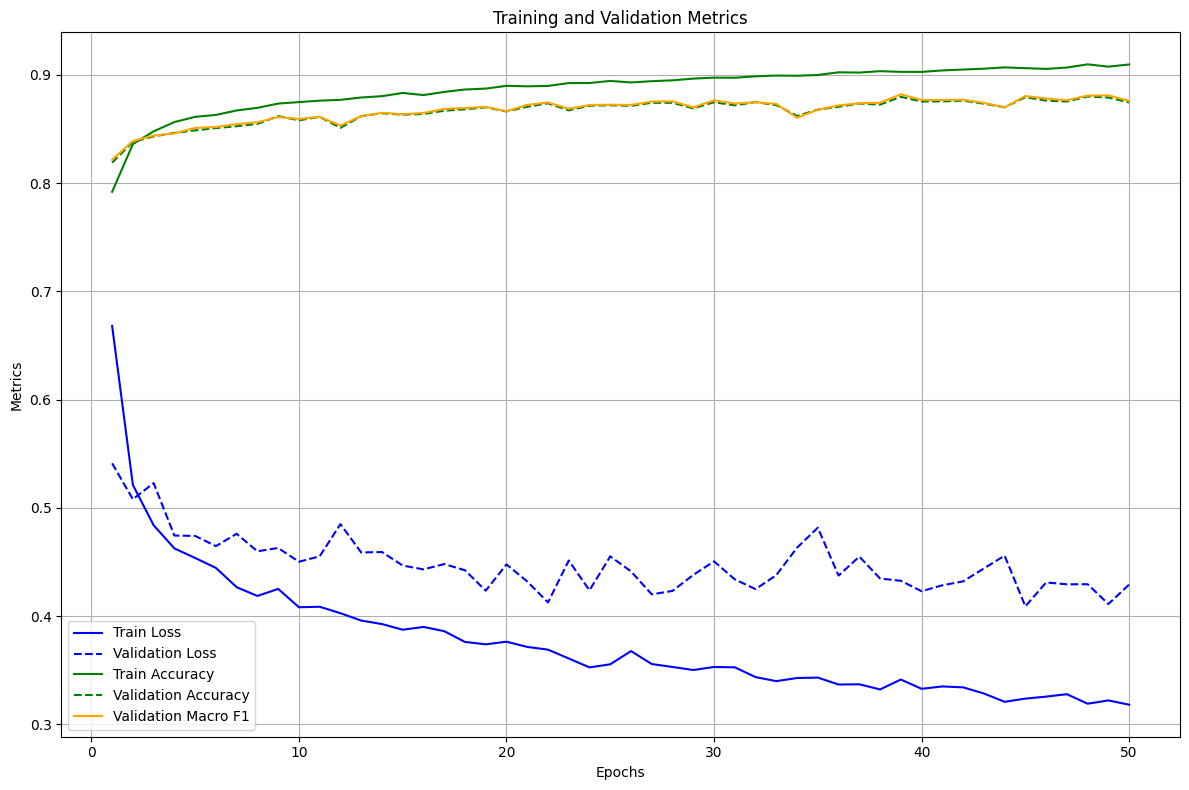 Training and Validation Metrics
0.9
0.8
0.7
0.6
0.5
0.4
0.3
Metrics
Train Loss
Validation Loss
Train Accuracy
Validation Accuracy
Validation Macro F1
0 10 20 30 40 50
Epochs